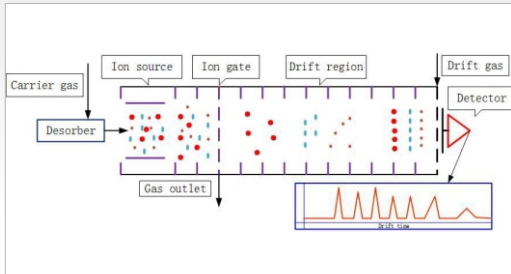 Ion source
Ion gate
Drift region
Drift gas
Carrier gas
Detector
Desorber
Gas outlet
Drift time